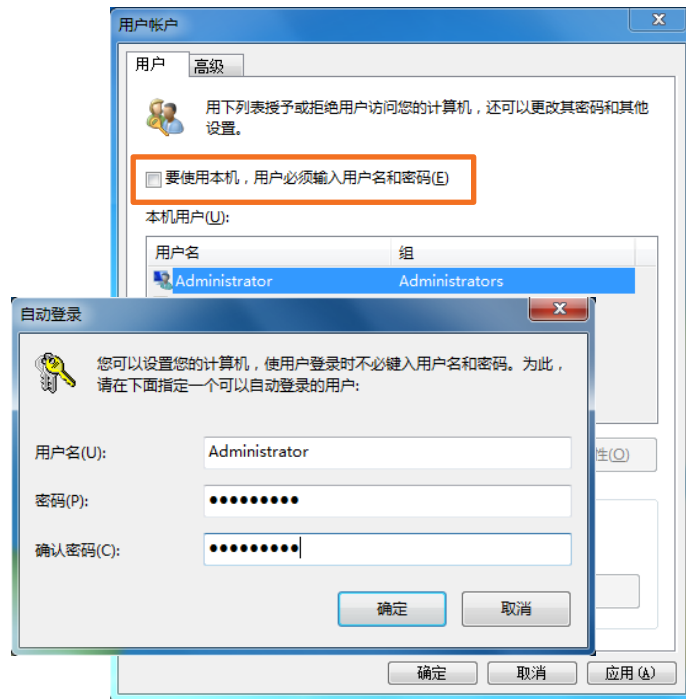 用户帐户
用户
高级
用下列表授予或拒绝用户访问您的计算机，还可以更改其密码和其他
设置。
要使用本机，用户必须输入用户名和密码(E)
本机用户(U):
用户名 组
Administrator Administrators
自动登录
您可以设置您的计算机，使用户登录时不必键入用户名和密码。为此，
请在下面指定一个可以自动登录的用户:
用户名(U): Administrator
密码(P): ●●●●●●●●●
确认密码(C): ●●●●●●●●●
确定 取消
性(O)
确定 取消 应用(A)